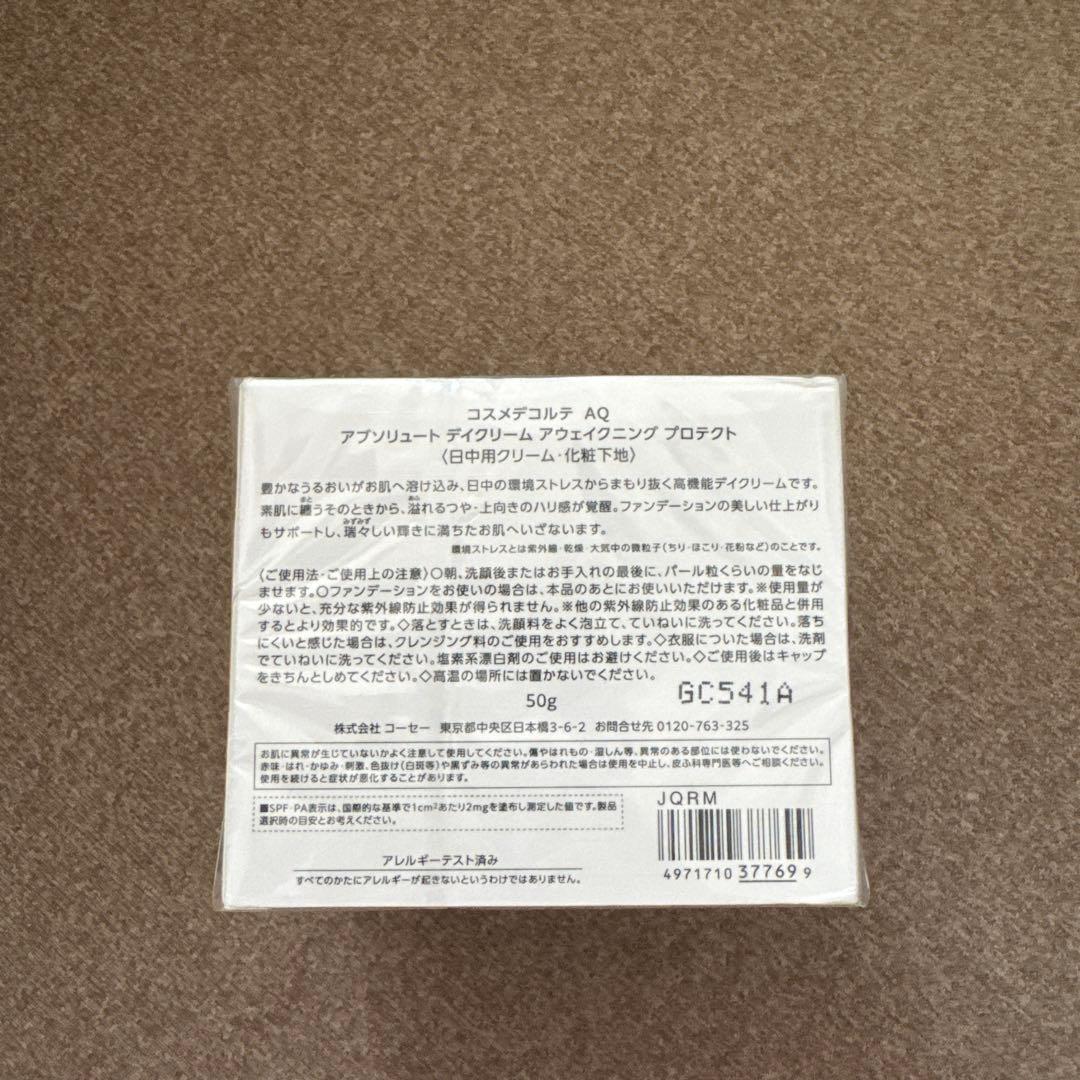 コスメデコルテ AQ
アブソリュート デイクリーム アウェイクニング プロテクト
〈日中用クリーム・化粧下地〉
豊かなうるおいがお肌へ溶け込み、日中の環境ストレスからまもり抜く高機能デイクリームです。
素肌に纏うそのときから、溢れるつや・上向きのハリ感が覚醒。ファンデーションの美しい仕上がり
もサポートし、瑞々しい輝きに満ちたお肌へいざないます。
環境ストレスとは紫外線・乾燥・大気中の微粒子(ちり・ほこり・花粉など)のことです。
〈ご使用法・ご使用上の注意〉○朝、洗顔後またはお手入れの最後に、パール粒くらいの量をなじ
ませます。○ファンデーションをお使いの場合は、本品のあとにお使いいただけます。※使用量が
少ないと、充分な紫外線防止効果が得られません。※他の紫外線防止効果のある化粧品と併用
するとより効果的です。◇落とすときは、洗顔料をよく泡立て、ていねいに洗ってください。落ち
にくいと感じた場合は、クレンジング料のご使用をおすすめします。◇衣服についた場合は、洗剤
でていねいに洗ってください。塩素系漂白剤のご使用はお避けください。◇ご使用後はキャップ
をきちんとしめてください。◇高温の場所には置かないでください。
50g
GC541A
株式会社 コーセー 東京都中央区日本橋3-6-2 お問合せ先 0120-763-325
お肌に異常が生じていないかよく注意して使用してください。傷やはれもの・湿しん等、異常のある部位には使わないでください。
赤味・はれ・かゆみ・刺激、色抜け(白斑等)や黒ずみ等の異常があらわれた場合は使用を中止し、皮ふ科専門医等へご相談ください。
使用を続けると症状が悪化することがあります。
■SPF・PA表示は、国際的な基準で1cm²あたり2mgを塗布し測定した値です。製品
選択時の目安とお考えください。
JQRM
4971710 37769 9
アレルギーテスト済み
すべてのかたにアレルギーが起きないというわけではありません。